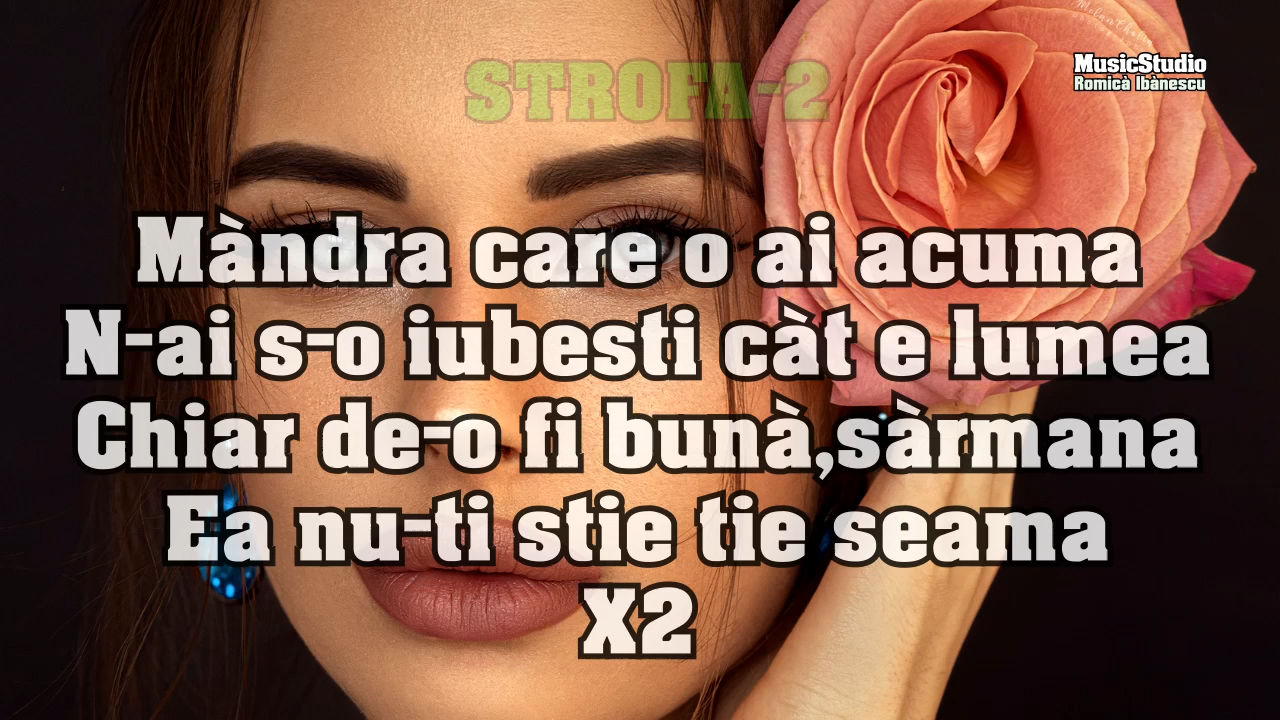 STROFA-2
MusicStudio
Romicà Ibànescu
Màndra care o ai acuma
N-ai s-o iubesti càt e lumea
Chiar de-o fi bunà,sàrmana
Ea nu-ti stie tie seama
X2